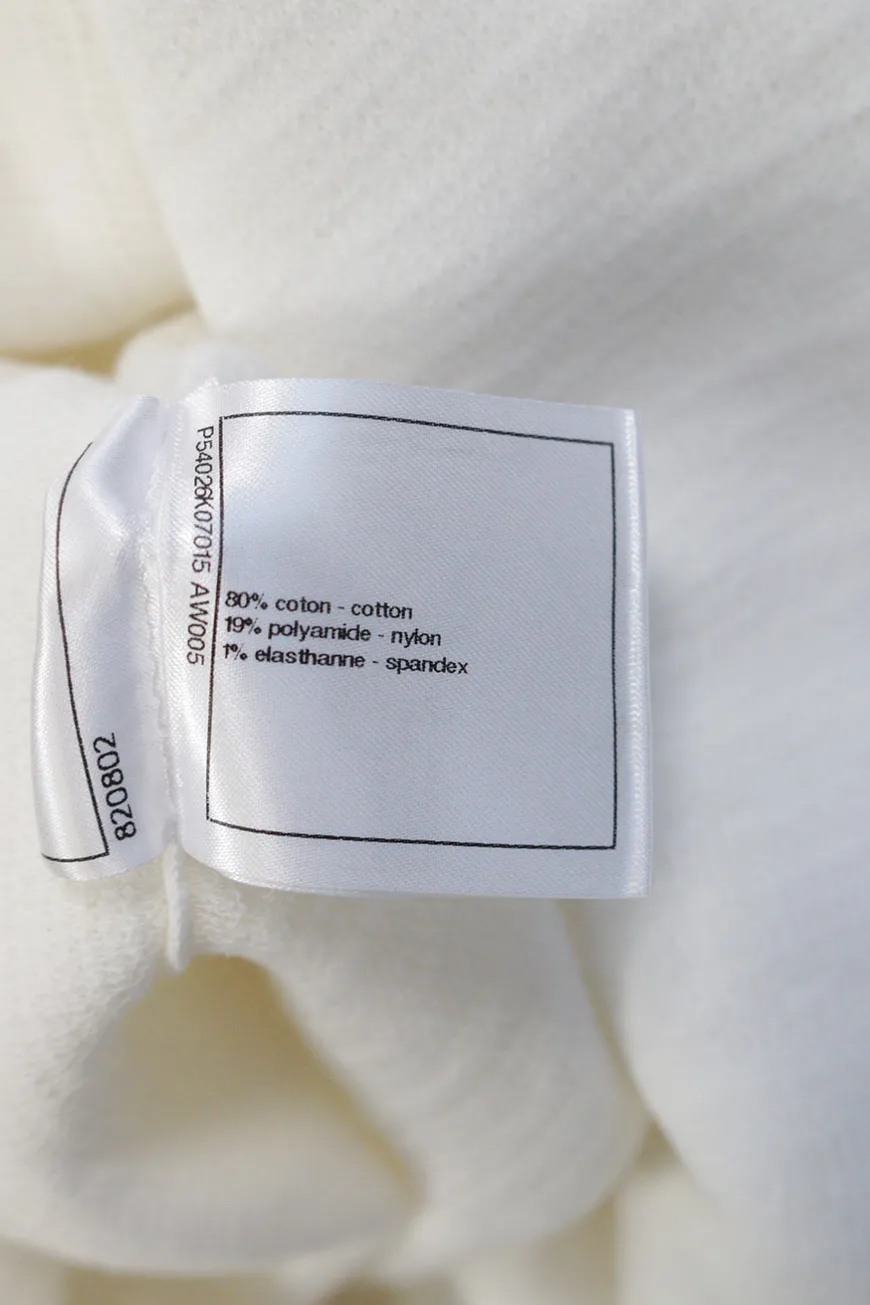 P54026K07015 AW005
80% coton - cotton
19% polyamide - nylon
1% elasthanne - spandex
820802